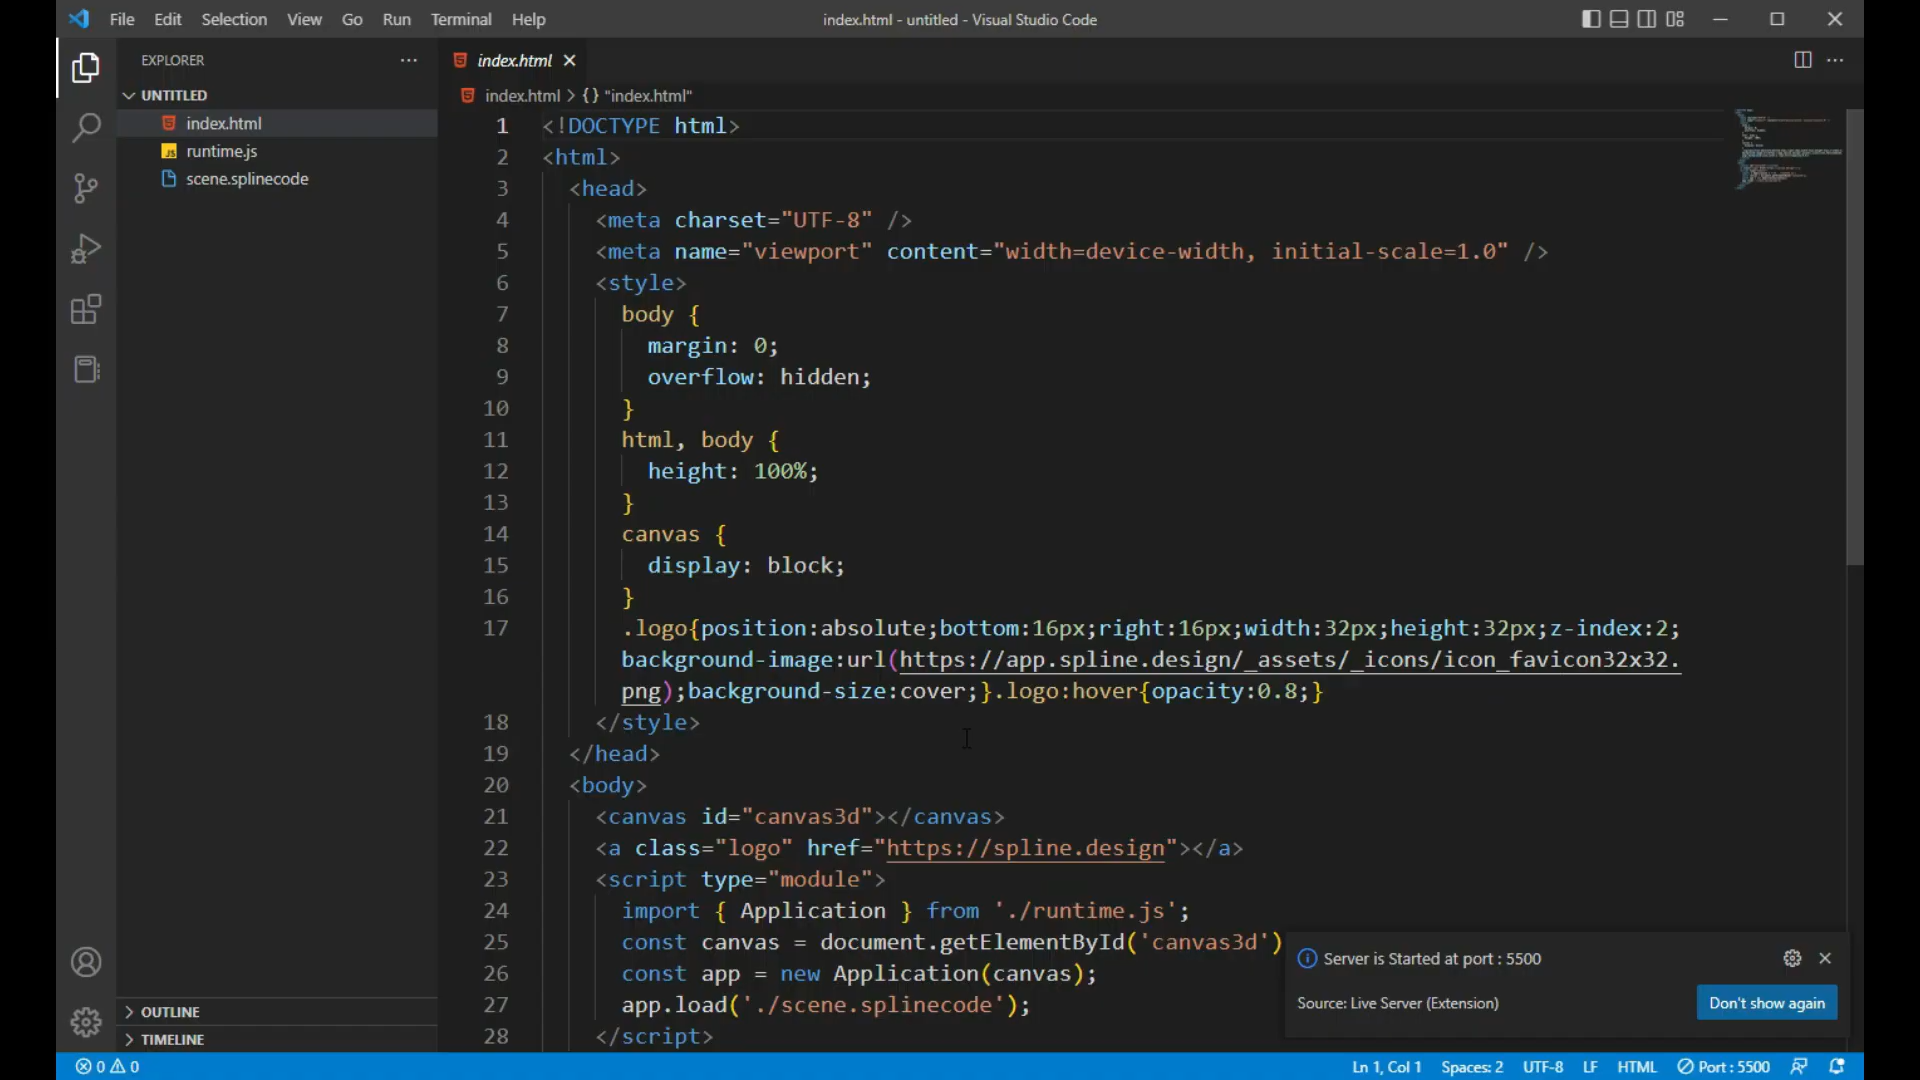 File Edit Selection View Go Run Terminal Help
index.html - untitled - Visual Studio Code
EXPLORER
UNTITLED
index.html
runtime.js
scene.splinecode
OUTLINE
TIMELINE
index.html
index.html > {} "index.html"
1 <!DOCTYPE html>
2 <html>
3 <head>
4 <meta charset="UTF-8" />
5 <meta name="viewport" content="width=device-width, initial-scale=1.0" />
6 <style>
7 body {
8 margin: 0;
9 overflow: hidden;
10 }
11 html, body {
12 height: 100%;
13 }
14 canvas {
15 display: block;
16 }
17 .logo{position:absolute;bottom:16px;right:16px;width:32px;height:32px;z-index:2;
background-image:url(https://app.spline.design/_assets/_icons/icon_favicon32x32.
png);background-size:cover;}.logo:hover{opacity:0.8;}
18 </style>
19 </head>
20 <body>
21 <canvas id="canvas3d"></canvas>
22 <a class="logo" href="https://spline.design"></a>
23 <script type="module">
24 import { Application } from './runtime.js';
25 const canvas = document.getElementById('canvas3d')
26 const app = new Application(canvas);
27 app.load('./scene.splinecode');
28 </script>
Server is Started at port : 5500
Source: Live Server (Extension)
Don't show again
0 0
Ln 1, Col 1 Spaces: 2 UTF-8 LF HTML Port : 5500